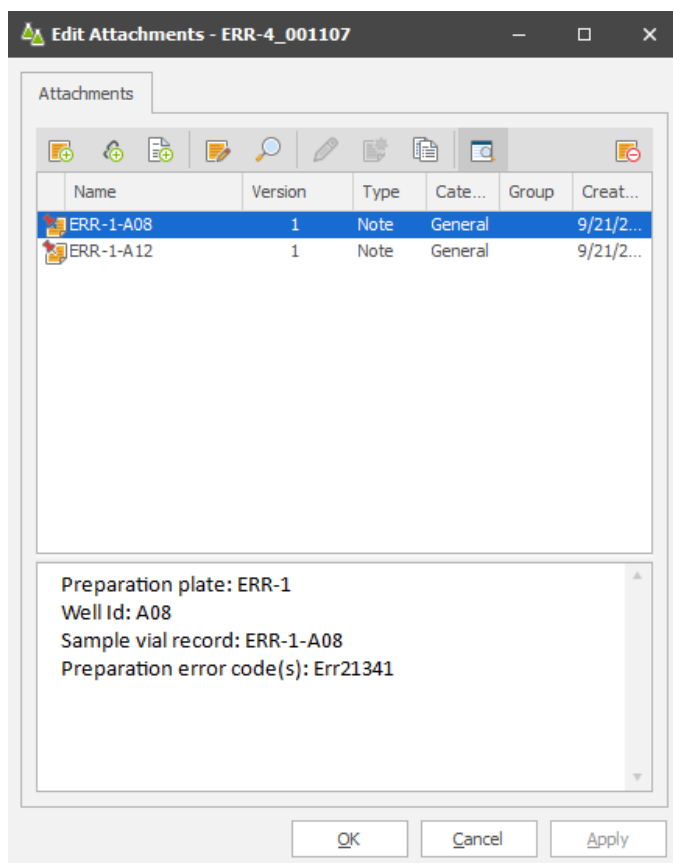 Edit Attachments - ERR-4_001107
Attachments
Name Version Type Cate... Group Creat...
ERR-1-A08 1 Note General 9/21/2...
ERR-1-A12 1 Note General 9/21/2...
Preparation plate: ERR-1
Well Id: A08
Sample vial record: ERR-1-A08
Preparation error code(s): Err21341
OK Cancel Apply